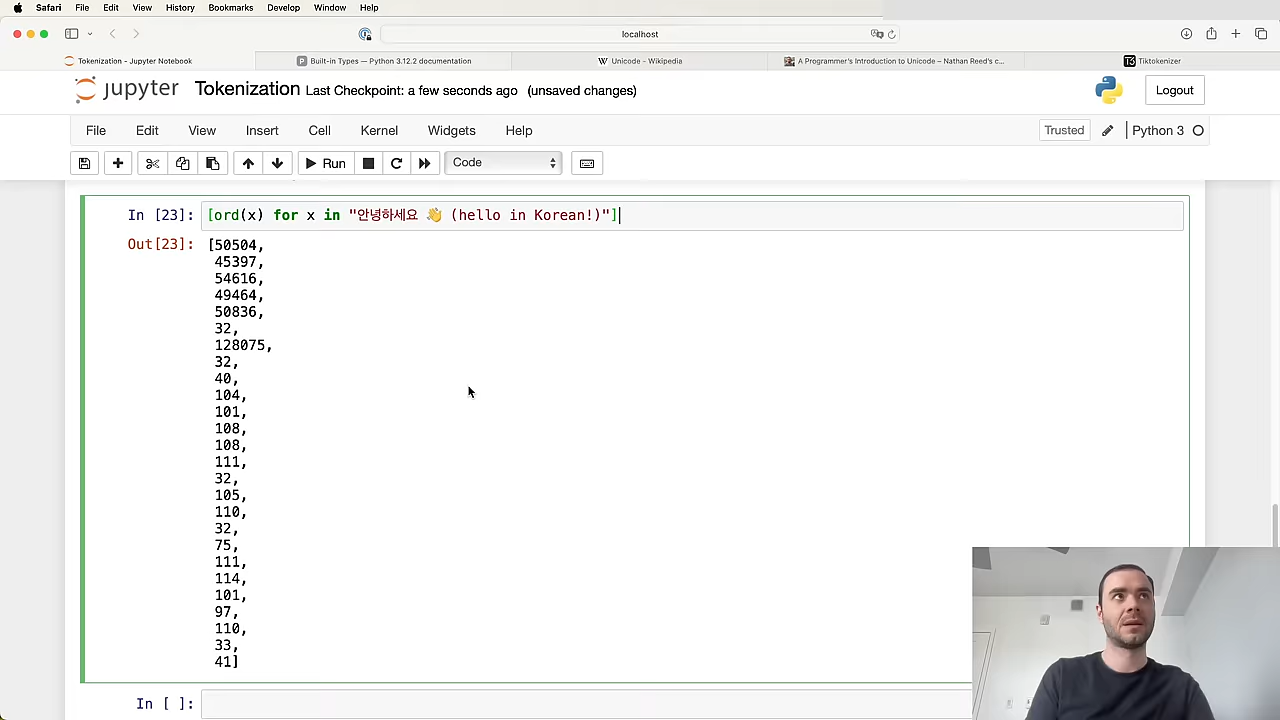 Safari File Edit View History Bookmarks Develop Window Help
localhost
Tokenization - Jupyter Notebook
Built-in Types — Python 3.12.2 documentation
Unicode - Wikipedia
A Programmer's Introduction to Unicode – Nathan Reed's c...
Tiktokenizer
jupyter Tokenization Last Checkpoint: a few seconds ago (unsaved changes)
Logout
File Edit View Insert Cell Kernel Widgets Help
Trusted
Python 3
Run
Code
In [23]: [ord(x) for x in "안녕하세요 👋 (hello in Korean!)"]
Out[23]: [50504,
45397,
54616,
49464,
50836,
32,
128075,
32,
40,
104,
101,
108,
108,
111,
32,
105,
110,
32,
75,
111,
114,
101,
97,
110,
33,
41]
In [ ]: